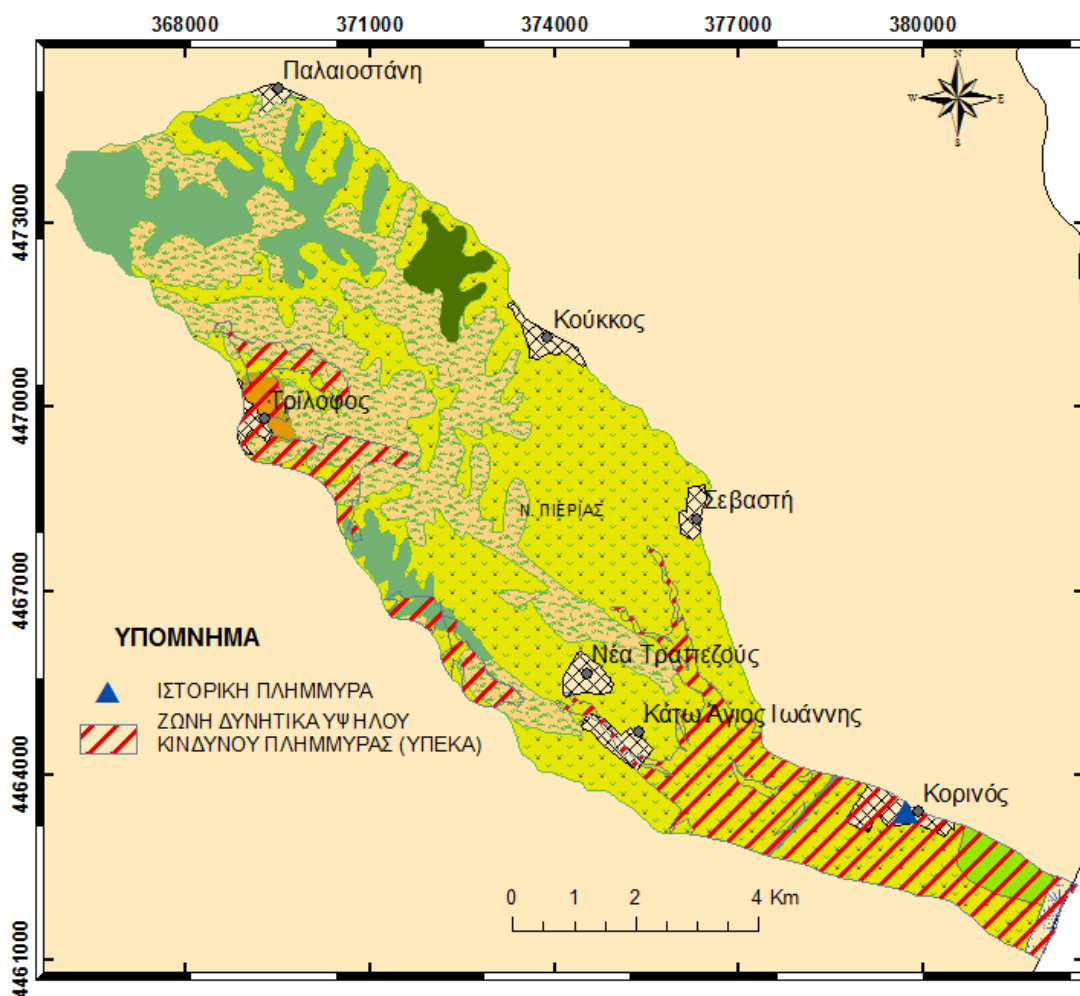 368000 371000 374000 377000 380000
Παλαιοστάνη
N
W E
S
4473000
Κούκκος
4470000
Τρίλοφος
Σεβαστή
Ν. ΠΙΕΡΙΑΣ
4467000
ΥΠΟΜΝΗΜΑ
Νέα Τραπεζούς
ΙΣΤΟΡΙΚΗ ΠΛΗΜΜΥΡΑ
Κάτω Άγιος Ιωάννης
ΖΩΝΗ ΔΥΝΗΤΙΚΑ ΥΨΗΛΟΥ
ΚΙΝΔΥΝΟΥ ΠΛΗΜΜΥΡΑΣ (ΥΠΕΚΑ)
4464000
Κορινός
0 1 2 4 Km
4461000